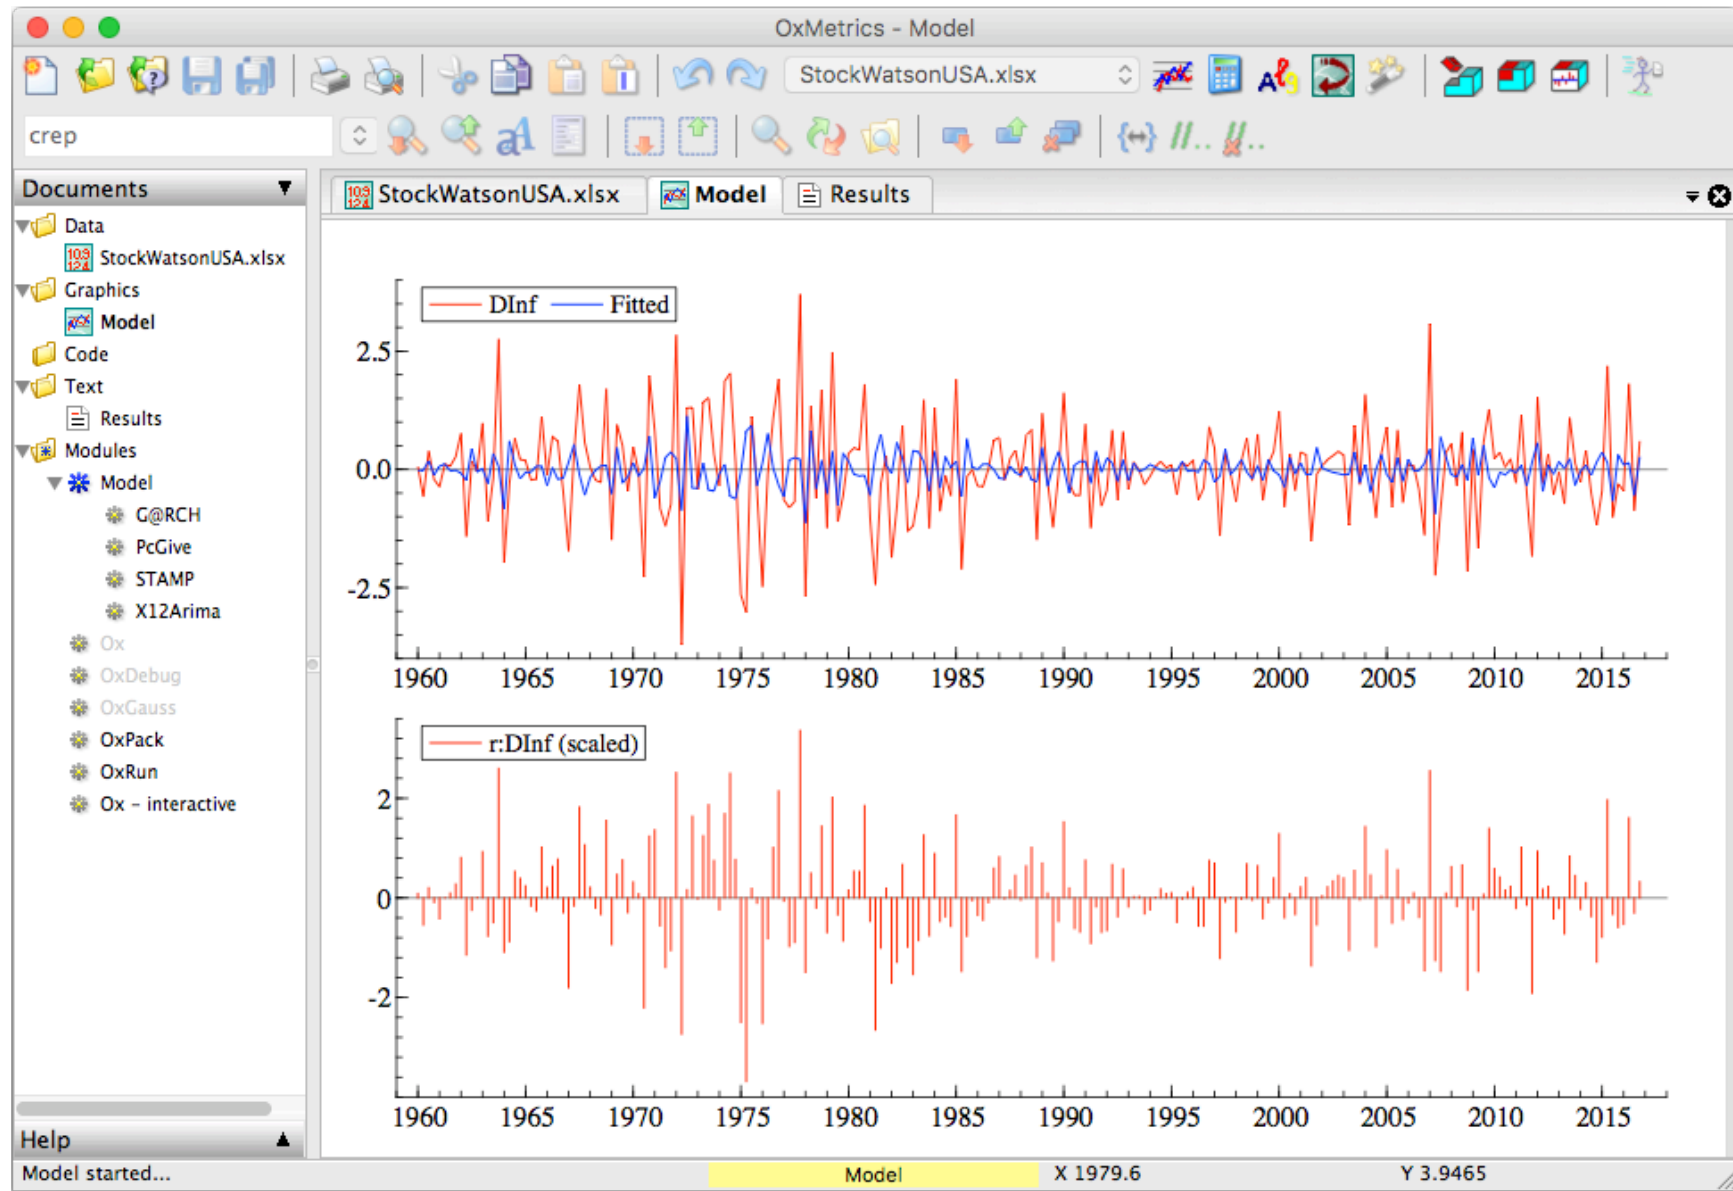 OxMetrics - Model
StockWatsonUSA.xlsx
crep
Documents
Data
StockWatsonUSA.xlsx
Graphics
Model
Code
Text
Results
Modules
Model
G@RCH
PcGive
STAMP
X12Arima
Ox
OxDebug
OxGauss
OxPack
OxRun
Ox - interactive
Help
StockWatsonUSA.xlsx Model Results
DInf Fitted
2.5
0.0
-2.5
1960 1965 1970 1975 1980 1985 1990 1995 2000 2005 2010 2015
r:DInf (scaled)
2
0
-2
1960 1965 1970 1975 1980 1985 1990 1995 2000 2005 2010 2015
Model started... Model X 1979.6 Y 3.9465